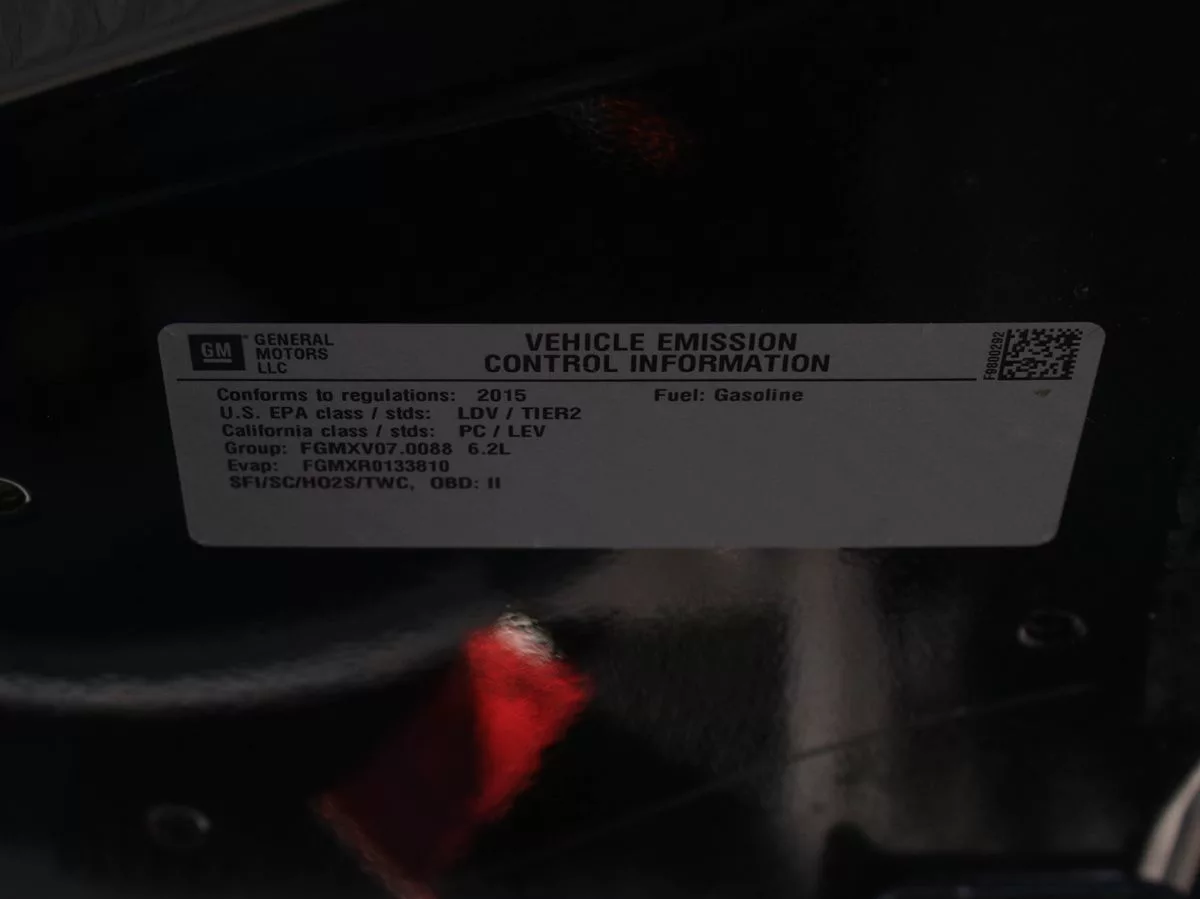 GM GENERAL MOTORS LLC
VEHICLE EMISSION
CONTROL INFORMATION
F9800292
Conforms to regulations: 2015 Fuel: Gasoline
U.S. EPA class / stds: LDV / TIER2
California class / stds: PC / LEV
Group: FGMXV07.0088 6.2L
Evap: FGMXR0133810
SFI/SC/HO2S/TWC, OBD: II